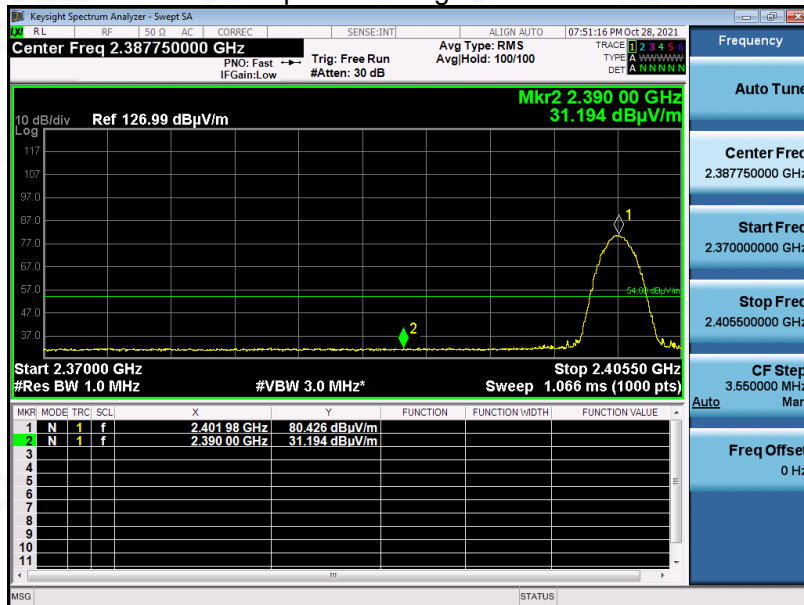 Keysight Spectrum Analyzer - Swept SA
LXI RL RF 50 Ω AC CORREC SENSE:INT ALIGN AUTO 07:51:16 PM Oct 28, 2021
Center Freq 2.387750000 GHz
PNO: Fast
IFGain:Low
Trig: Free Run
#Atten: 30 dB
Avg Type: RMS
Avg|Hold: 100/100
TRACE 1 2 3 4 5 6
TYPE A WWWWW
DET A N N N N N
Mkr2 2.390 00 GHz
31.194 dBµV/m
10 dB/div Ref 126.99 dBµV/m
Log
117
107
97.0
87.0
77.0
67.0
57.0
47.0
37.0
1
2
54.00 dBµV/m
Start 2.37000 GHz Stop 2.40550 GHz
#Res BW 1.0 MHz #VBW 3.0 MHz* Sweep 1.066 ms (1000 pts)
MKR MODE TRC SCL X Y FUNCTION FUNCTION WIDTH FUNCTION VALUE
1 N 1 f 2.401 98 GHz 80.426 dBµV/m
2 N 1 f 2.390 00 GHz 31.194 dBµV/m
3
4
5
6
7
8
9
10
11
MSG STATUS
Frequency
Auto Tune
Center Freq
2.387750000 GHz
Start Freq
2.370000000 GHz
Stop Freq
2.405500000 GHz
CF Step
3.550000 MHz
Auto Man
Freq Offset
0 Hz